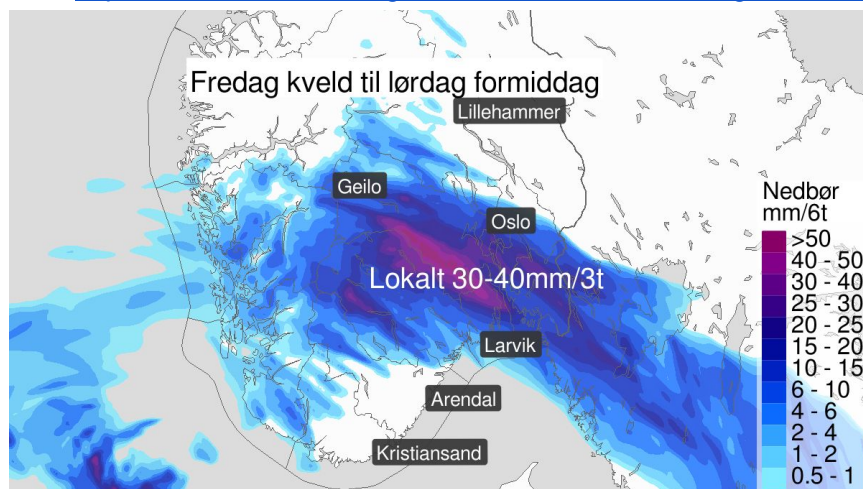 Fredag kveld til lørdag formiddag
Lillehammer
Geilo
Oslo
Lokalt 30-40mm/3t
Larvik
Arendal
Kristiansand
Nedbør
mm/6t
>50
40 - 50
30 - 40
25 - 30
20 - 25
15 - 20
10 - 15
6 - 10
4 - 6
2 - 4
1 - 2
0.5 - 1